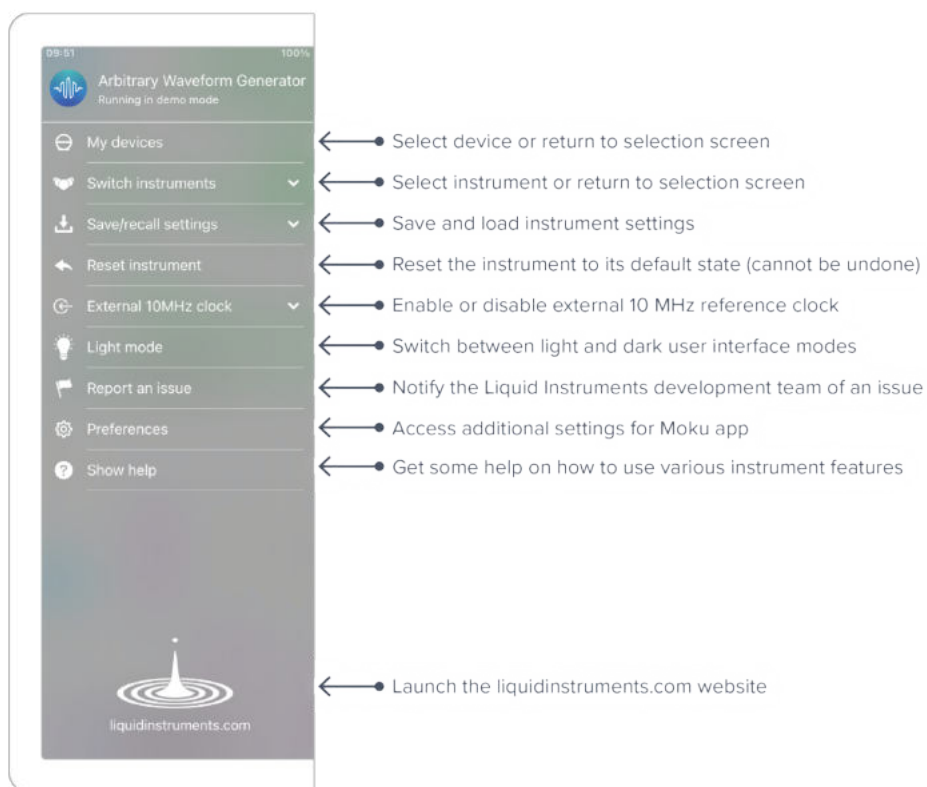 09:51 100%
Arbitrary Waveform Generator
Running in demo mode
My devices
Select device or return to selection screen
Switch instruments
Select instrument or return to selection screen
Save/recall settings
Save and load instrument settings
Reset instrument
Reset the instrument to its default state (cannot be undone)
External 10MHz clock
Enable or disable external 10 MHz reference clock
Light mode
Switch between light and dark user interface modes
Report an issue
Notify the Liquid Instruments development team of an issue
Preferences
Access additional settings for Moku app
Show help
Get some help on how to use various instrument features
Launch the liquidinstruments.com website
liquidinstruments.com